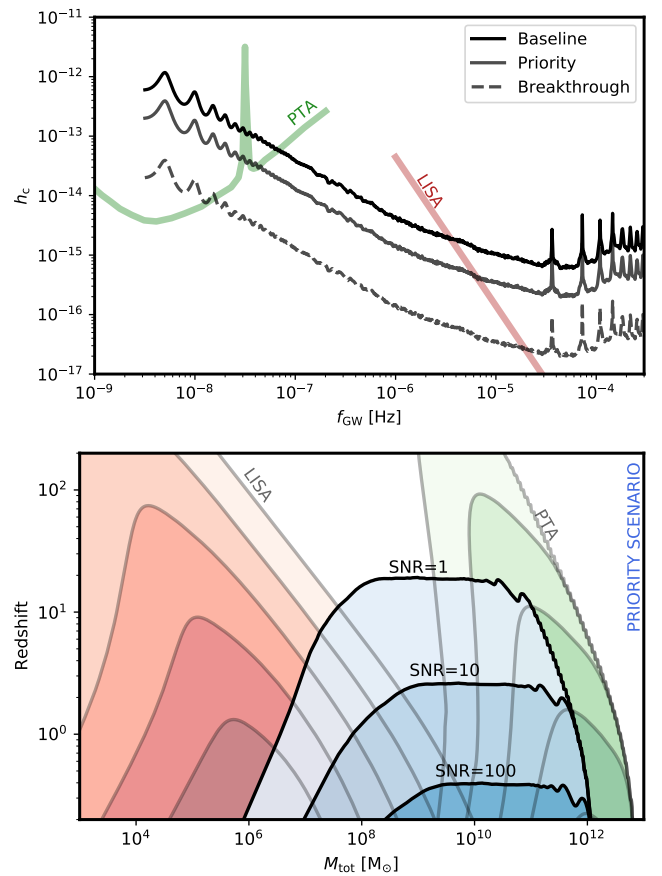 10⁻¹¹
10⁻¹²
10⁻¹³
10⁻¹⁴
10⁻¹⁵
10⁻¹⁶
10⁻¹⁷
h_c
Baseline
Priority
Breakthrough
PTA
LISA
10⁻⁹ 10⁻⁸ 10⁻⁷ 10⁻⁶ 10⁻⁵ 10⁻⁴
f_GW [Hz]
10²
10¹
10⁰
Redshift
LISA
PTA
PRIORITY SCENARIO
SNR=1
SNR=10
SNR=100
10⁴ 10⁶ 10⁸ 10¹⁰ 10¹²
M_tot [M_⊙]